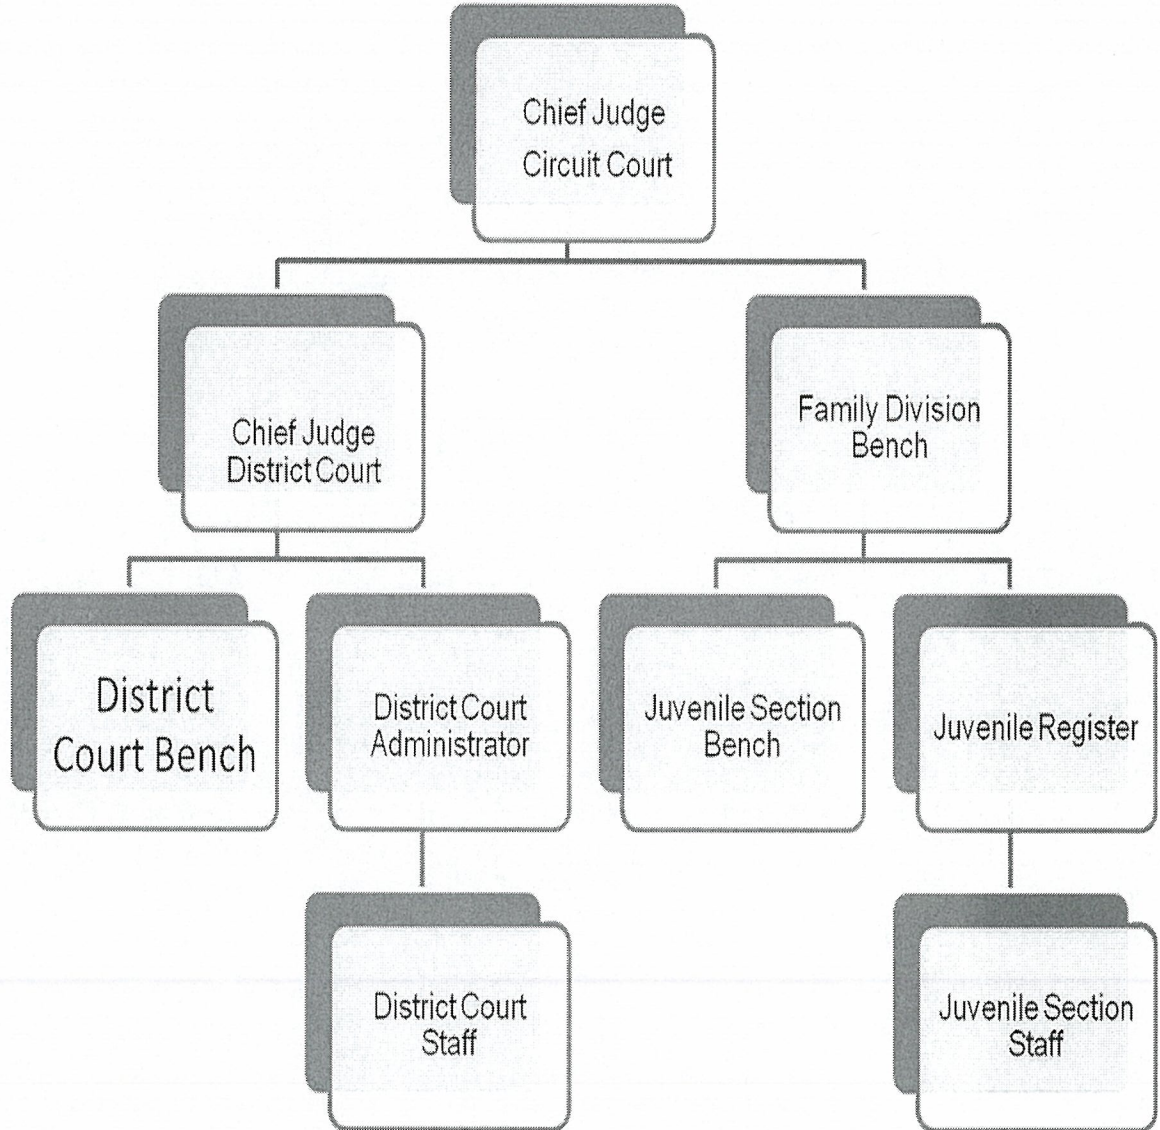 Chief Judge
Circuit Court
Chief Judge
District Court
Family Division
Bench
District
Court Bench
District Court
Administrator
Juvenile Section
Bench
Juvenile Register
District Court
Staff
Juvenile Section
Staff